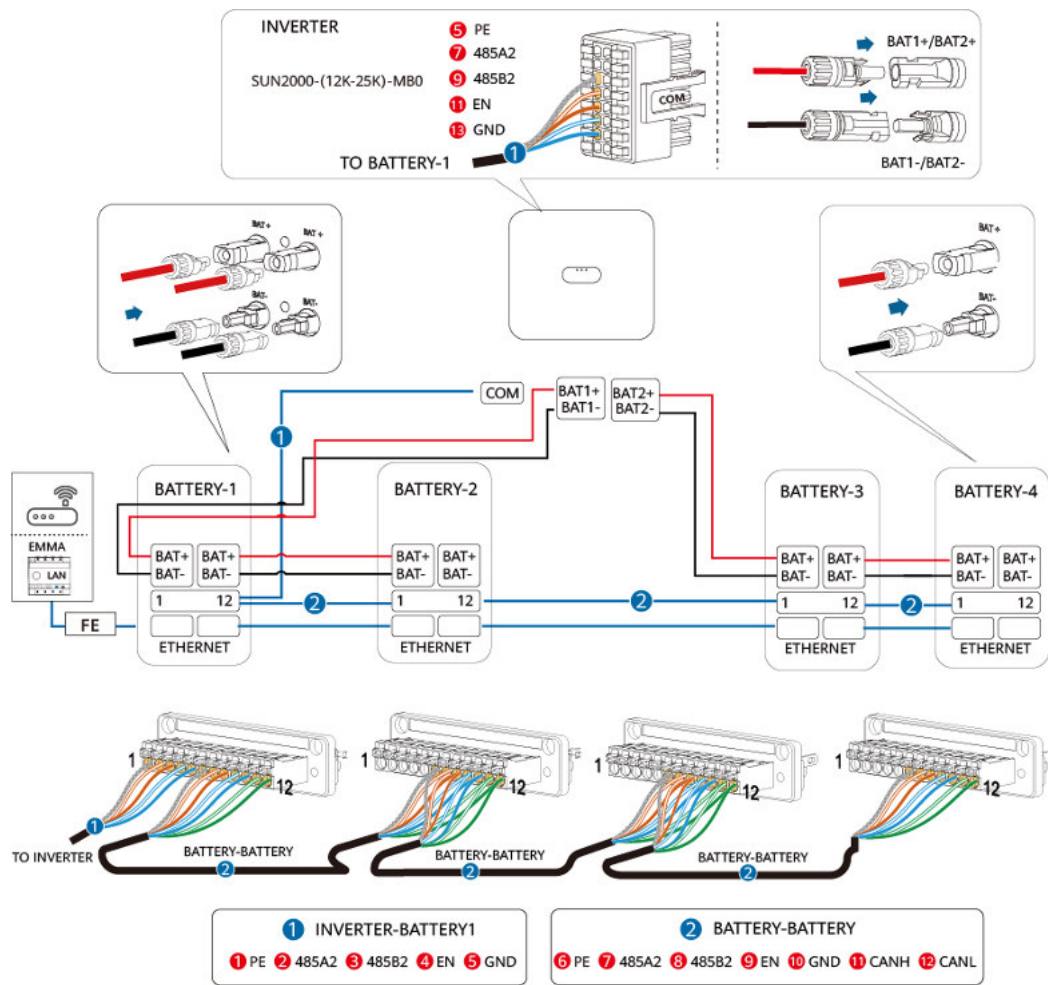 INVERTER
SUN2000-(12K-25K)-MB0
5 PE
7 485A2
9 485B2
11 EN
13 GND
COM
TO BATTERY-1
1
BAT1+/BAT2+
BAT1-/BAT2-
BAT+
BAT+
BAT-
BAT-
BAT+
BAT-
COM
BAT1+
BAT1-
BAT2+
BAT2-
1
BATTERY-1
BATTERY-2
BATTERY-3
BATTERY-4
EMMA
LAN
FE
BAT+ BAT+
BAT- BAT-
1 12
ETHERNET
2
BAT+ BAT+
BAT- BAT-
1 12
ETHERNET
2
BAT+ BAT+
BAT- BAT-
1 12
ETHERNET
2
BAT+ BAT+
BAT- BAT-
1 12
ETHERNET
1 12
1 12
1 12
1 12
1
TO INVERTER
BATTERY-BATTERY
2
BATTERY-BATTERY
2
BATTERY-BATTERY
2
1 INVERTER-BATTERY1
1 PE 2 485A2 3 485B2 4 EN 5 GND
2 BATTERY-BATTERY
6 PE 7 485A2 8 485B2 9 EN 10 GND 11 CANH 12 CANL